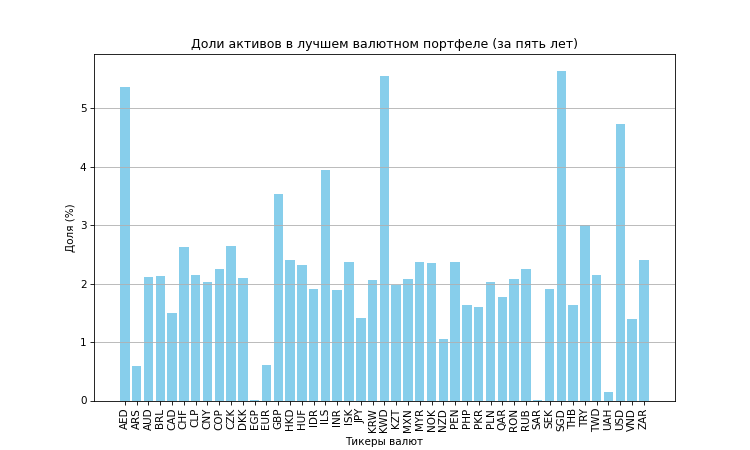 Доли активов в лучшем валютном портфеле (за пять лет)
Доля (%)
5
4
3
2
1
0
AED ARS AUD BRL CAD CHF CLP CNY COP CZK DKK EGP EUR GBP HKD HUF IDR ILS INR ISK JPY KRW KWD KZT MXN MYR NOK NZD PEN PHP PKR PLN QAR RON RUB SAR SEK SGD THB TRY TWD UAH USD VND ZAR
Тикеры валют